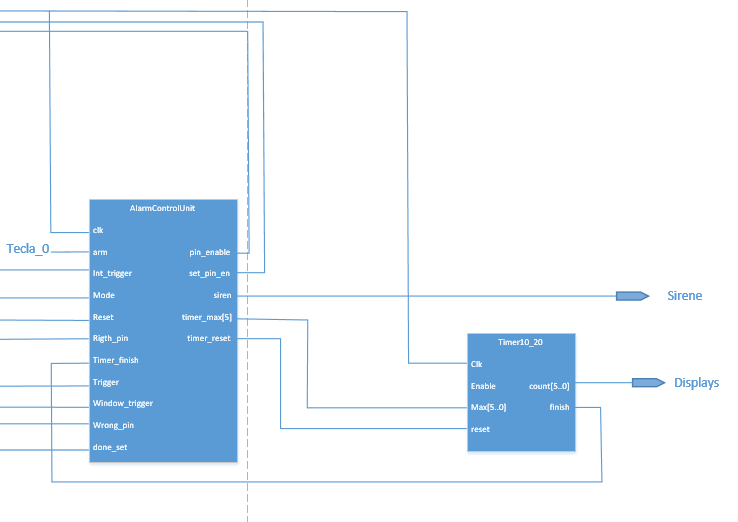 AlarmControlUnit
clk
Tecla_0
arm
pin_enable
Int_trigger
set_pin_en
Mode
siren
Sirene
Reset
timer_max[5]
Rigth_pin
timer_reset
Timer10_20
Timer_finish
Clk
Trigger
Enable
count[5..0]
Displays
Window_trigger
Max[5..0]
finish
Wrong_pin
reset
done_set